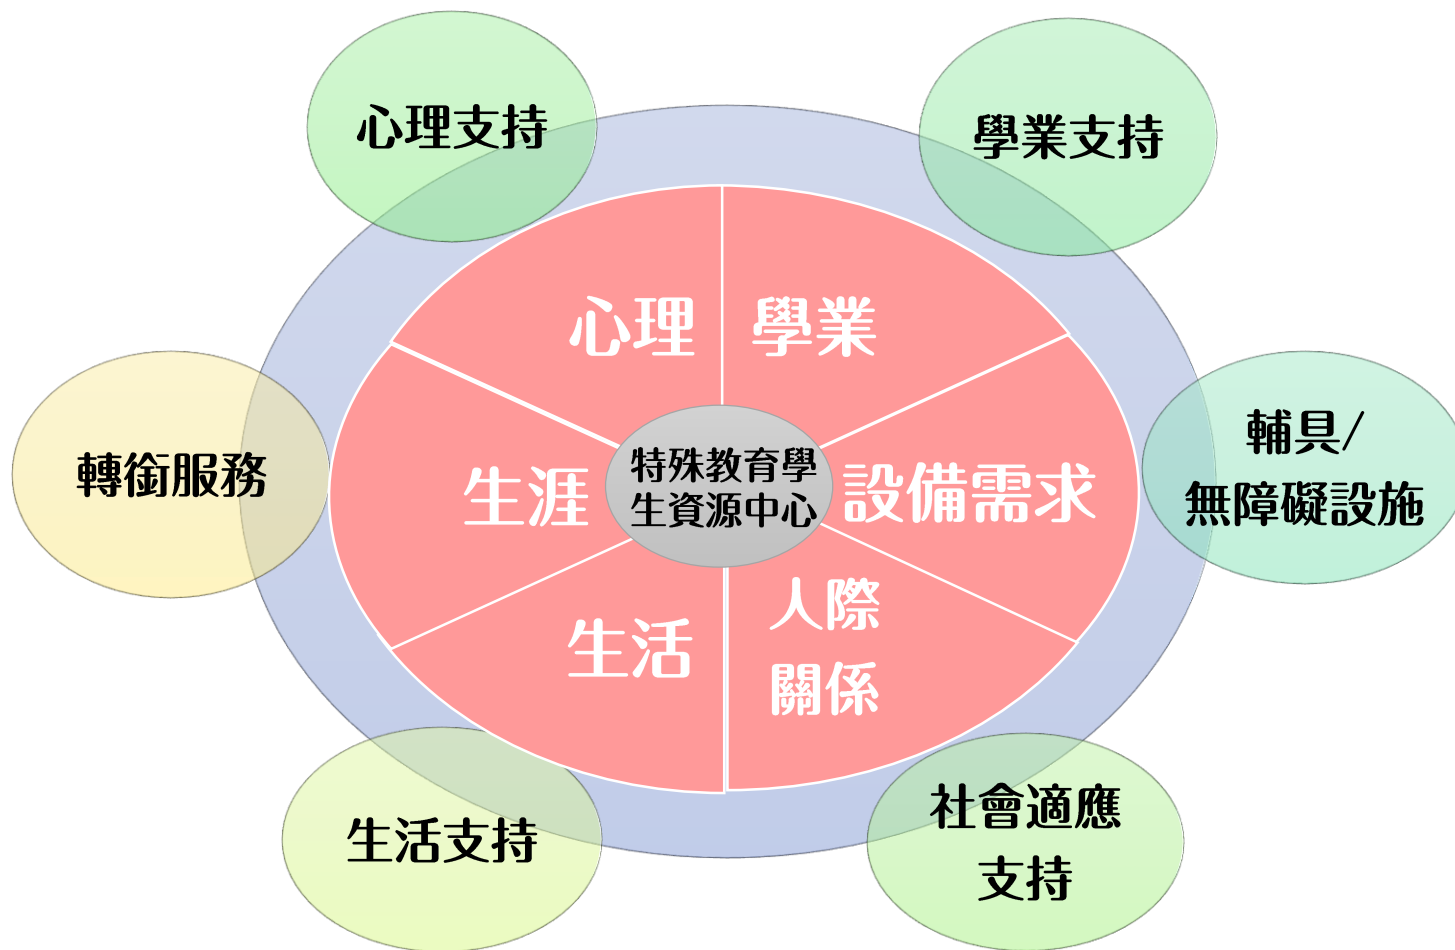 心理支持
學業支持
心理
學業
轉銜服務
生涯
特殊教育學
生資源中心
設備需求
輔具/
無障礙設施
生活
人際
關係
生活支持
社會適應
支持